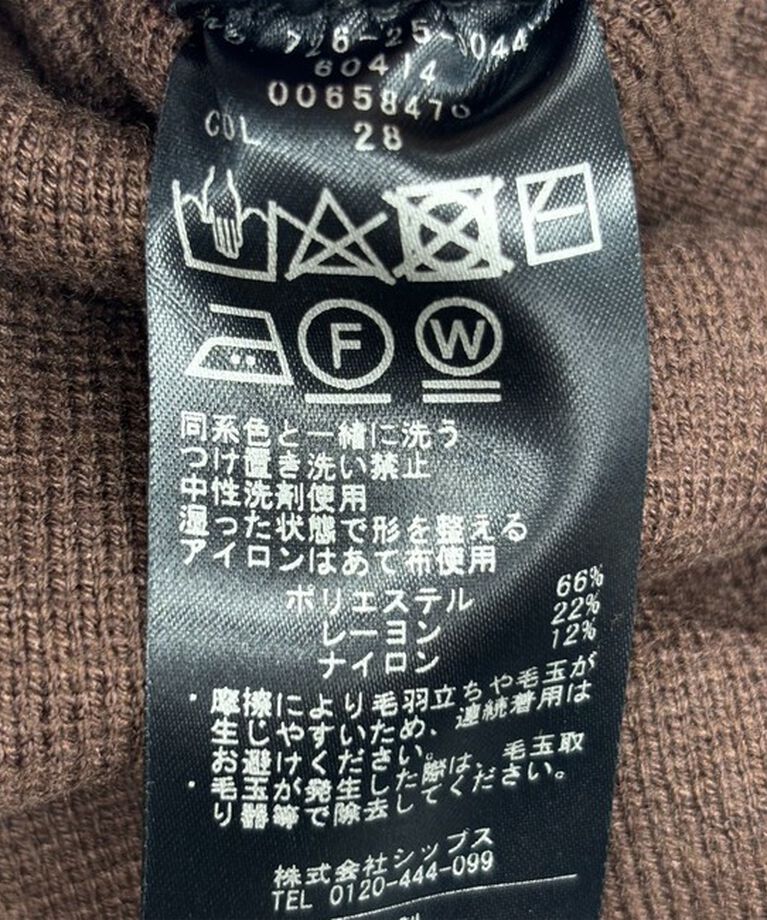 726-25-1044
60414
00658476
COL 28
F W
同系色と一緒に洗う
つけ置き洗い禁止
中性洗剤使用
湿った状態で形を整える
アイロンはあて布使用
ポリエステル 66%
レーヨン 22%
ナイロン 12%
・摩擦により毛羽立ちや毛玉が
生じやすいため、連続着用は
お避けください。
・毛玉が発生した際は、毛玉取
り器等で除去してください。
株式会社シップス
TEL 0120-444-099